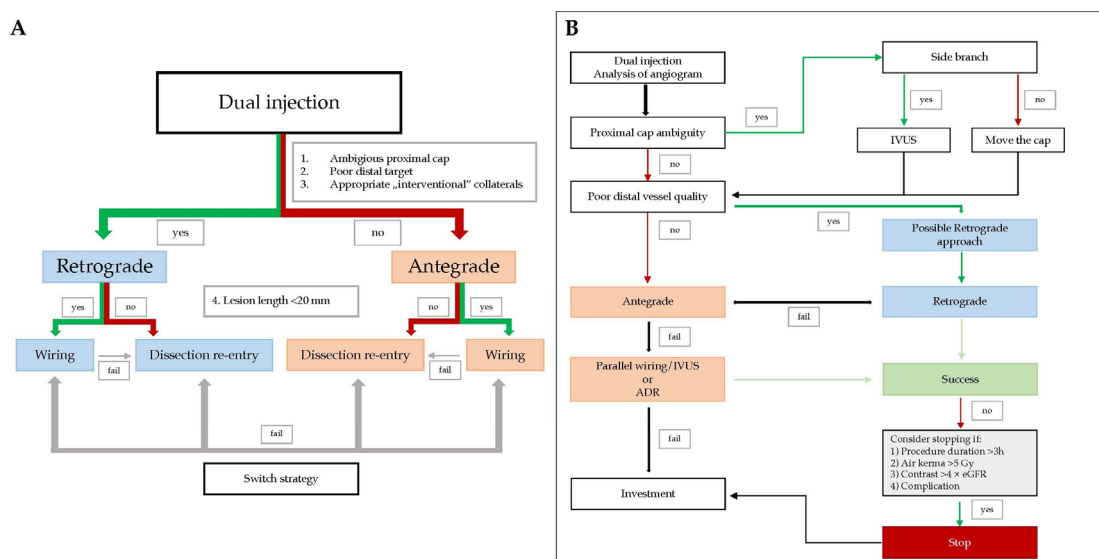 A
Dual injection
1. Ambigious proximal cap
2. Poor distal target
3. Appropriate „interventional” collaterals
yes
no
Retrograde
Antegrade
yes
no
4. Lesion length <20 mm
no
yes
Wiring
fail
Dissection re-entry
Dissection re-entry
fail
Wiring
fail
Switch strategy
B
Dual injection
Analysis of angiogram
Side branch
yes
no
Proximal cap ambiguity
yes
IVUS
Move the cap
no
Poor distal vessel quality
yes
no
Possible Retrograde
approach
Antegrade
fail
Retrograde
fail
Parallel wiring/IVUS
or
ADR
Success
no
fail
Consider stopping if:
1) Procedure duration >3h
2) Air kerma >5 Gy
3) Contrast >4 × eGFR
4) Complication
Investment
yes
Stop